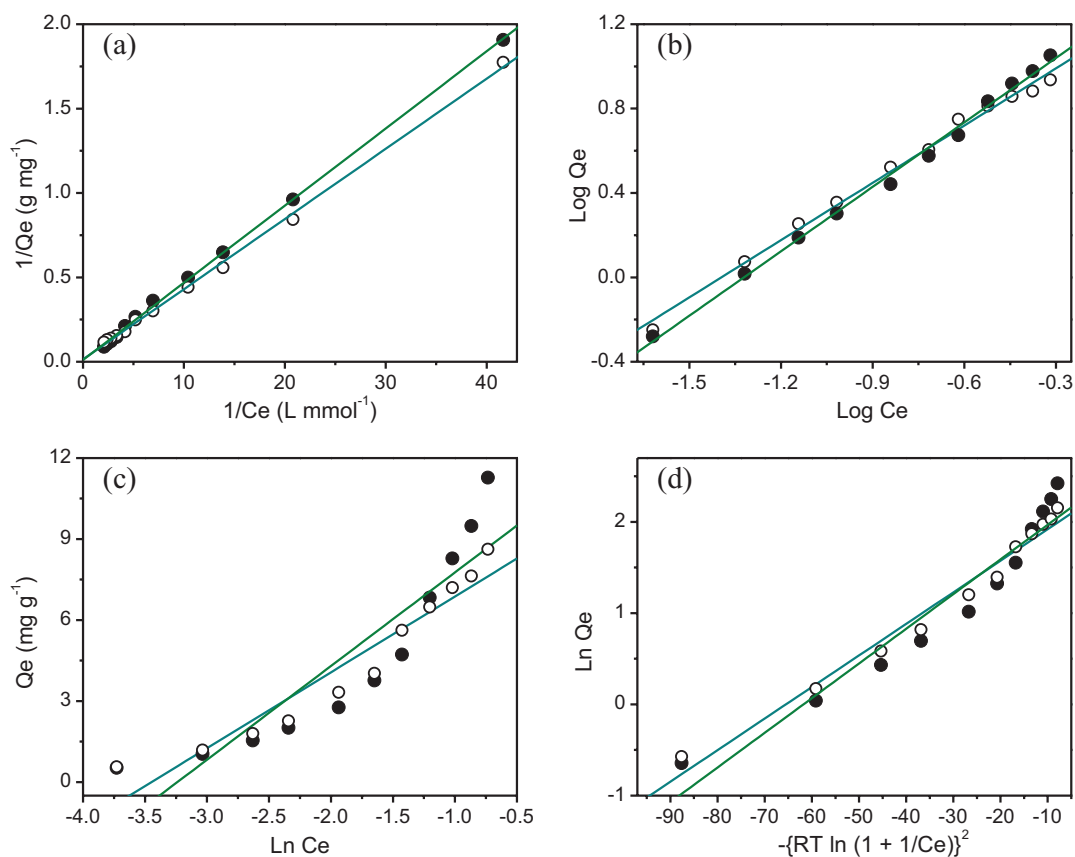 (a)
2.0
1.5
1.0
0.5
0.0
1/Qe (g mg⁻¹)
0 10 20 30 40
1/Ce (L mmol⁻¹)
(b)
1.2
0.8
0.4
0.0
-0.4
Log Qe
-1.5 -1.2 -0.9 -0.6 -0.3
Log Ce
(c)
12
9
6
3
0
Qe (mg g⁻¹)
-4.0 -3.5 -3.0 -2.5 -2.0 -1.5 -1.0 -0.5
Ln Ce
(d)
2
1
0
-1
Ln Qe
-90 -80 -70 -60 -50 -40 -30 -20 -10
-{RT ln (1 + 1/Ce)}²